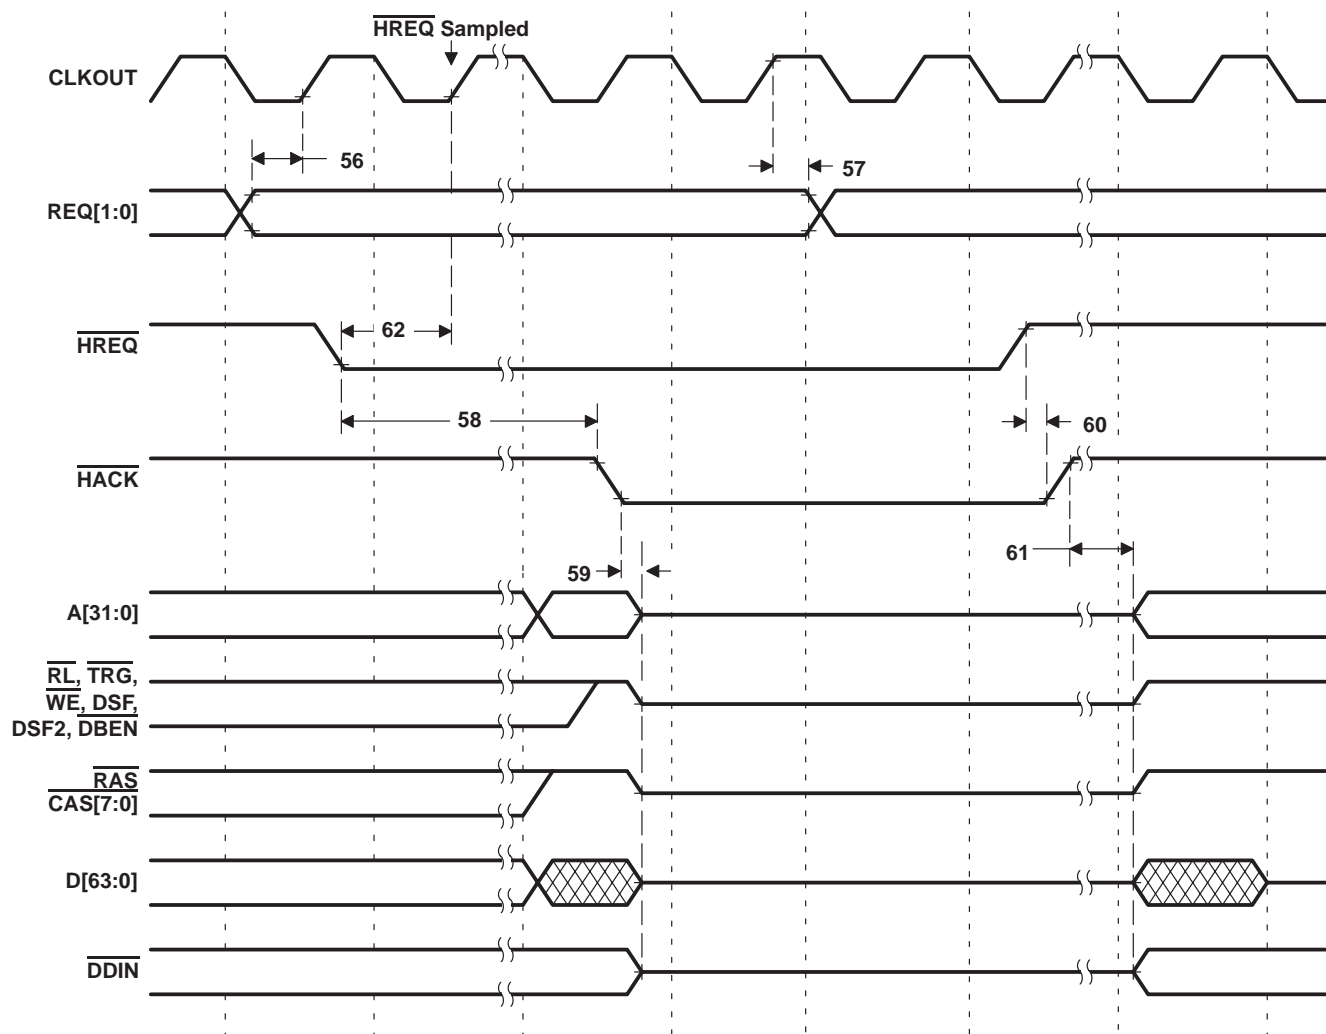 HREQ Sampled
CLKOUT
56
57
REQ[1:0]
62
HREQ
58
60
HACK
61
59
A[31:0]
RL, TRG,
WE, DSF,
DSF2, DBEN
RAS
CAS[7:0]
D[63:0]
DDIN